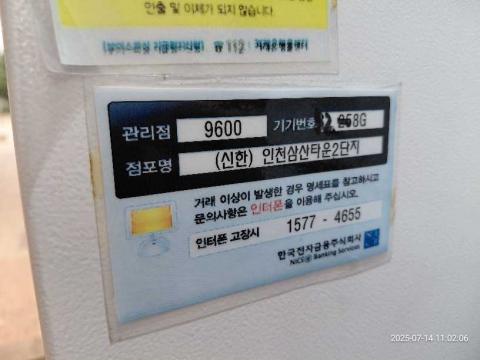 인출 및 이체가 되지 않습니다.
112
관리점 9600 기기번호 258G
점포명 (신한) 인천삼산타운2단지
거래 이상이 발생한 경우 명세표를 참고하시고
문의사항은 인터폰을 이용해 주십시오.
인터폰 고장시 1577 - 4655
한국전자금융주식회사
NICE Banking Services
2025-07-14 11:02:06